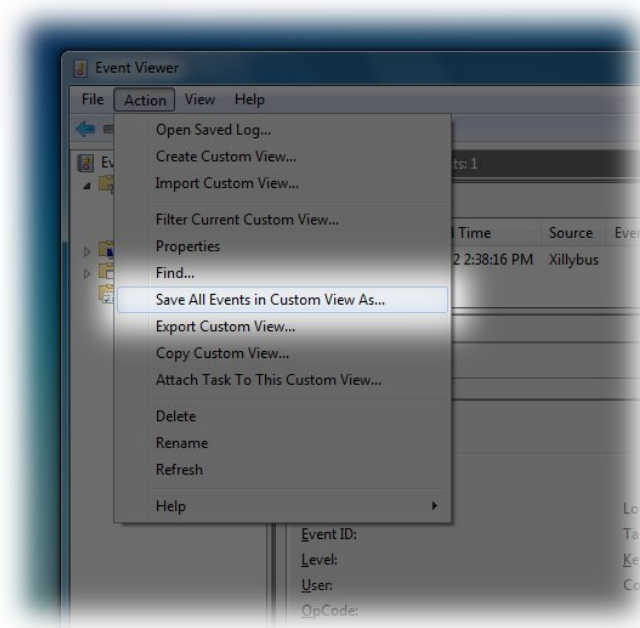 Event Viewer
File Action View Help
Open Saved Log...
Create Custom View...
Import Custom View...
ts: 1
Filter Current Custom View...
Time Source
Properties
2 2:38:16 PM Xillybus
Find...
Save All Events in Custom View As...
Export Custom View...
Copy Custom View...
Attach Task To This Custom View...
Delete
Rename
Refresh
Help
Event ID:
Level:
User:
OpCode: